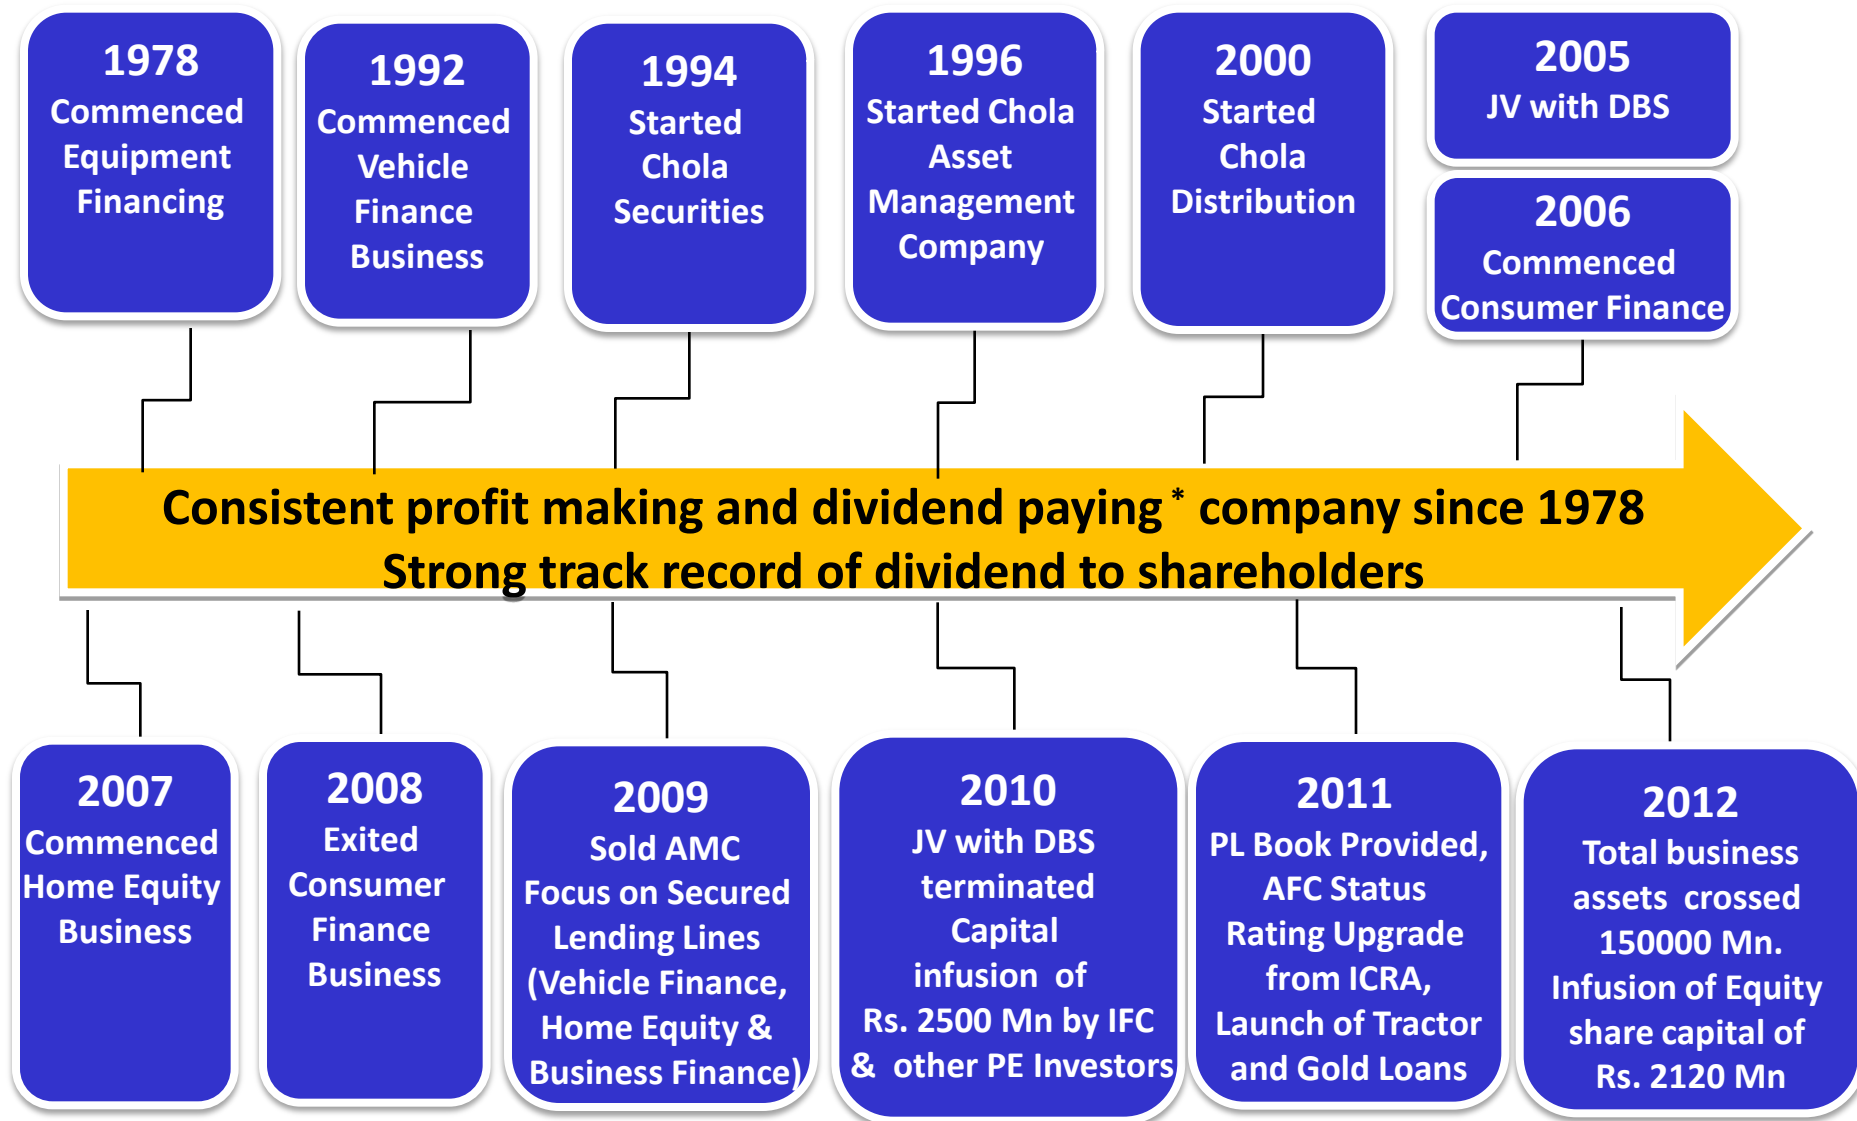 1978
Commenced
Equipment
Financing
1992
Commenced
Vehicle
Finance
Business
1994
Started
Chola
Securities
1996
Started Chola
Asset
Management
Company
2000
Started
Chola
Distribution
2005
JV with DBS
2006
Commenced
Consumer Finance
Consistent profit making and dividend paying * company since 1978
Strong track record of dividend to shareholders
2007
Commenced
Home Equity
Business
2008
Exited
Consumer
Finance
Business
2009
Sold AMC
Focus on Secured
Lending Lines
(Vehicle Finance,
Home Equity &
Business Finance)
2010
JV with DBS
terminated
Capital
infusion of
Rs. 2500 Mn by IFC
& other PE Investors
2011
PL Book Provided,
AFC Status
Rating Upgrade
from ICRA,
Launch of Tractor
and Gold Loans
2012
Total business
assets crossed
150000 Mn.
Infusion of Equity
share capital of
Rs. 2120 Mn